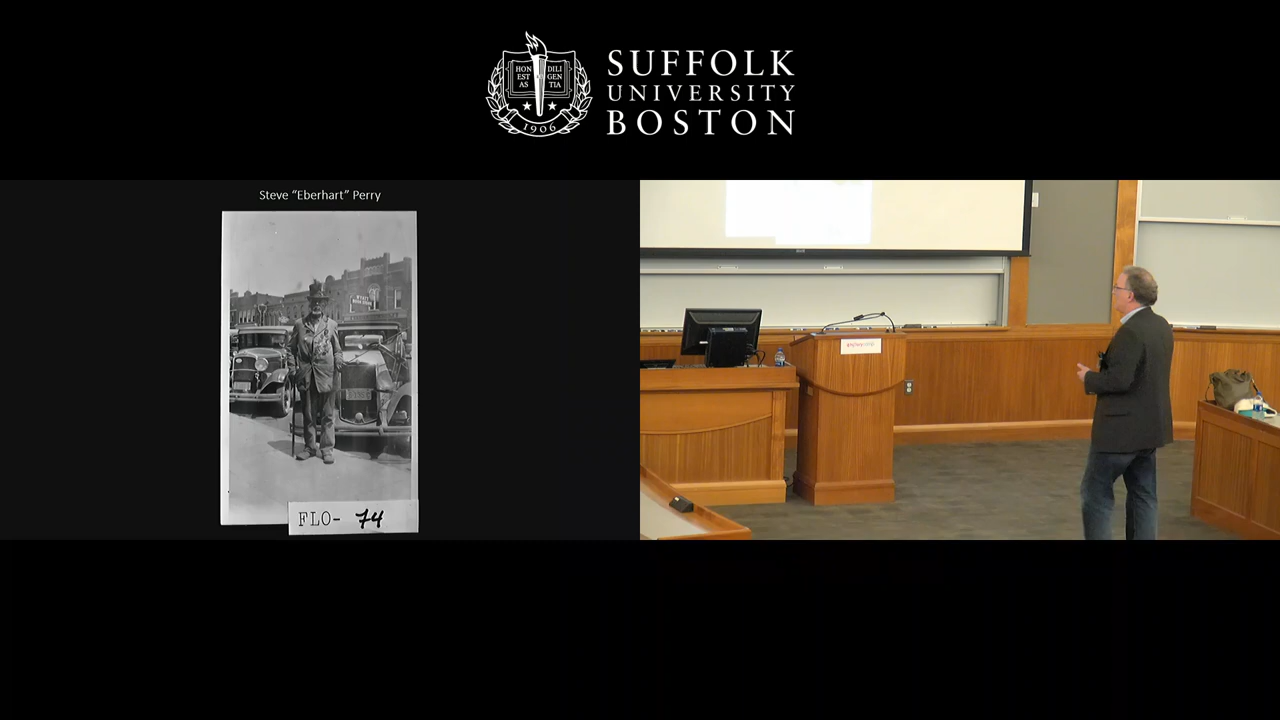 HON
EST
AS
DILI
GEN
TIA
1906
SUFFOLK
UNIVERSITY
BOSTON
Steve “Eberhart” Perry
FLO- 74